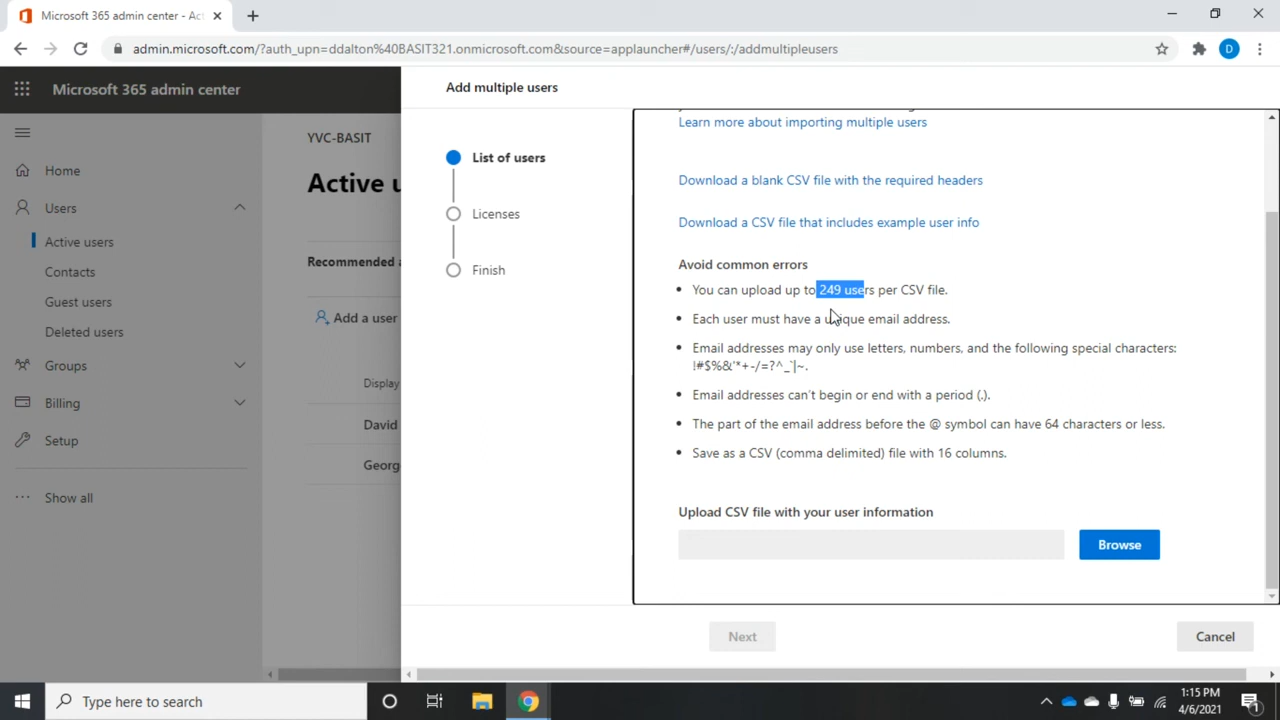 Microsoft 365 admin center - Act
admin.microsoft.com/?auth_upn=ddalton%40BASIT321.onmicrosoft.com&source=applauncher#/users/:/addmultipleusers
D
Microsoft 365 admin center
Home
Users
Active users
Contacts
Guest users
Deleted users
Groups
Billing
Setup
Show all
YVC-BASIT
Active u
Recommended a
Add a user
Display
David
Georg
Add multiple users
List of users
Licenses
Finish
Learn more about importing multiple users
Download a blank CSV file with the required headers
Download a CSV file that includes example user info
Avoid common errors
• You can upload up to 249 users per CSV file.
• Each user must have a unique email address.
• Email addresses may only use letters, numbers, and the following special characters:
!#$%&'*+-/=?^_`|~.
• Email addresses can't begin or end with a period (.).
• The part of the email address before the @ symbol can have 64 characters or less.
• Save as a CSV (comma delimited) file with 16 columns.
Upload CSV file with your user information
Browse
Next
Cancel
Type here to search
1:15 PM
4/6/2021
1